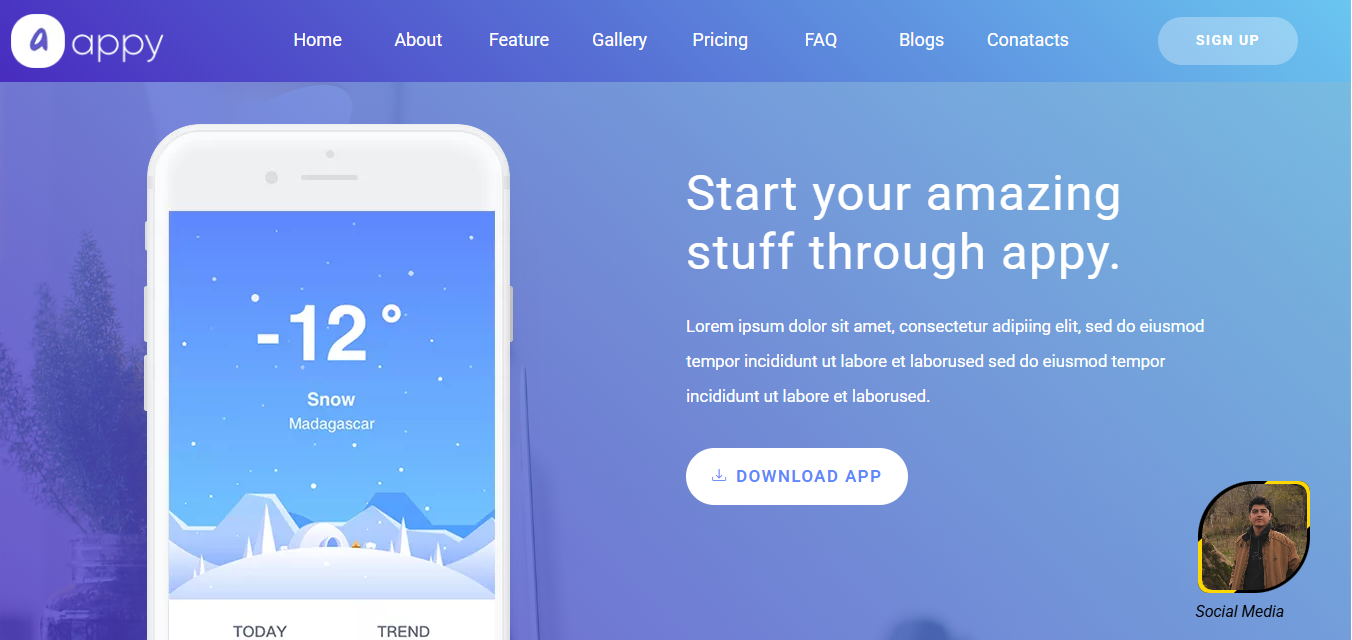 a appy
Home About Feature Gallery Pricing FAQ Blogs Conatacts
SIGN UP
Start your amazing
stuff through appy.
Lorem ipsum dolor sit amet, consectetur adipiing elit, sed do eiusmod
tempor incididunt ut labore et laborused sed do eiusmod tempor
incididunt ut labore et laborused.
DOWNLOAD APP
-12°
Snow
Madagascar
TODAY TREND
Social Media